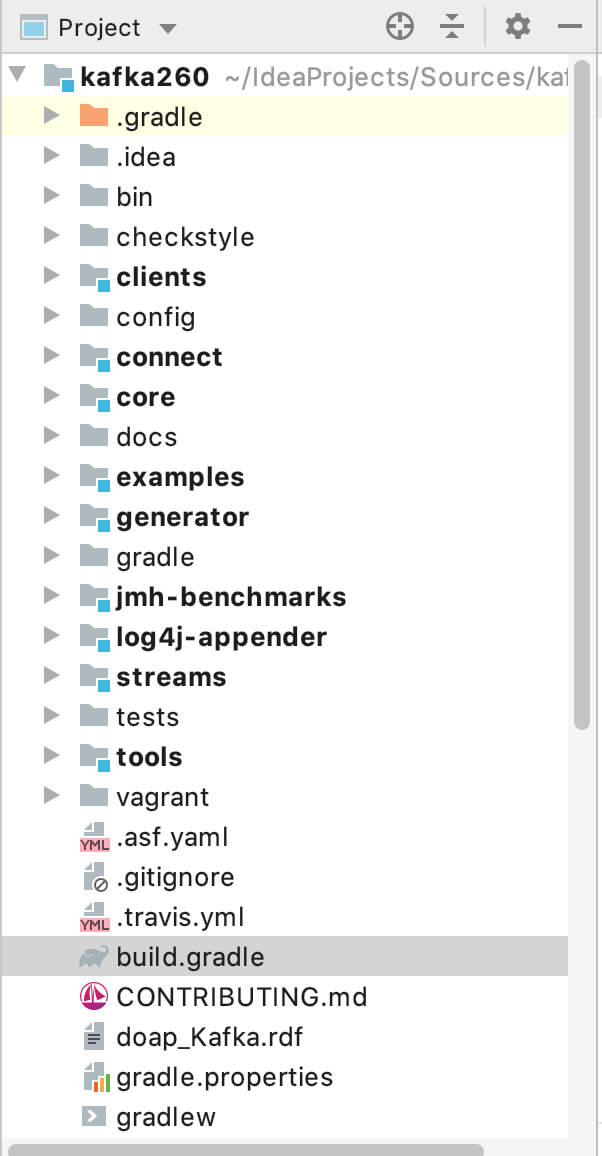 Project
kafka260 ~/IdeaProjects/Sources/kaf
.gradle
.idea
bin
checkstyle
clients
config
connect
core
docs
examples
generator
gradle
jmh-benchmarks
log4j-appender
streams
tests
tools
vagrant
YML .asf.yaml
.gitignore
YML .travis.yml
build.gradle
CONTRIBUTING.md
doap_Kafka.rdf
gradle.properties
gradlew